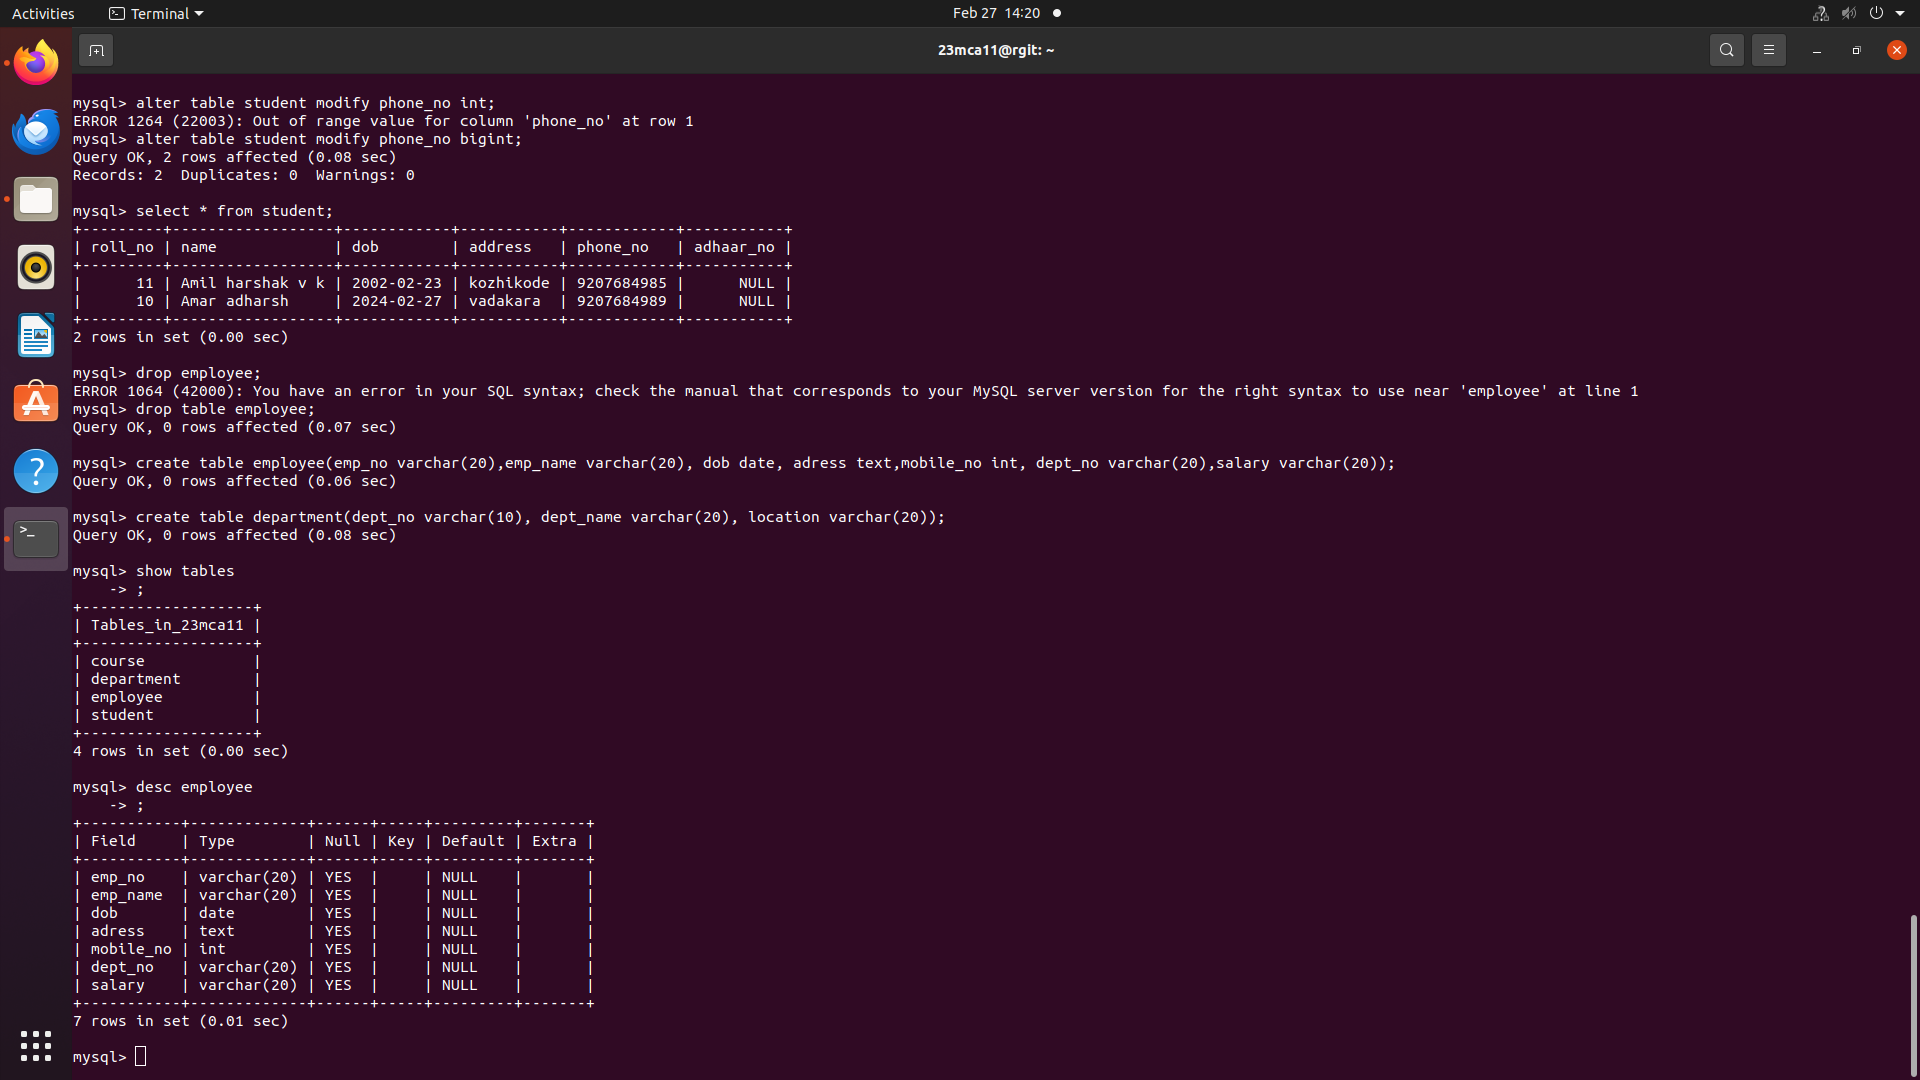 Activities
Terminal
Feb 27 14:20
23mca11@rgit: ~
mysql> alter table student modify phone_no int;
ERROR 1264 (22003): Out of range value for column 'phone_no' at row 1
mysql> alter table student modify phone_no bigint;
Query OK, 2 rows affected (0.08 sec)
Records: 2  Duplicates: 0  Warnings: 0
mysql> select * from student;
+---------+------------------+------------+-----------+------------+-----------+
| roll_no | name             | dob        | address   | phone_no   | adhaar_no |
+---------+------------------+------------+-----------+------------+-----------+
|      11 | Amil harshak v k | 2002-02-23 | kozhikode | 9207684985 |      NULL |
|      10 | Amar adharsh     | 2024-02-27 | vadakara  | 9207684989 |      NULL |
+---------+------------------+------------+-----------+------------+-----------+
2 rows in set (0.00 sec)
mysql> drop employee;
ERROR 1064 (42000): You have an error in your SQL syntax; check the manual that corresponds to your MySQL server version for the right syntax to use near 'employee' at line 1
mysql> drop table employee;
Query OK, 0 rows affected (0.07 sec)
mysql> create table employee(emp_no varchar(20),emp_name varchar(20), dob date, adress text,mobile_no int, dept_no varchar(20),salary varchar(20));
Query OK, 0 rows affected (0.06 sec)
mysql> create table department(dept_no varchar(10), dept_name varchar(20), location varchar(20));
Query OK, 0 rows affected (0.08 sec)
mysql> show tables
    -> ;
+-------------------+
| Tables_in_23mca11 |
+-------------------+
| course            |
| department        |
| employee          |
| student           |
+-------------------+
4 rows in set (0.00 sec)
mysql> desc employee
    -> ;
+-----------+-------------+------+-----+---------+-------+
| Field     | Type        | Null | Key | Default | Extra |
+-----------+-------------+------+-----+---------+-------+
| emp_no    | varchar(20) | YES  |     | NULL    |       |
| emp_name  | varchar(20) | YES  |     | NULL    |       |
| dob       | date        | YES  |     | NULL    |       |
| adress    | text        | YES  |     | NULL    |       |
| mobile_no | int         | YES  |     | NULL    |       |
| dept_no   | varchar(20) | YES  |     | NULL    |       |
| salary    | varchar(20) | YES  |     | NULL    |       |
+-----------+-------------+------+-----+---------+-------+
7 rows in set (0.01 sec)
mysql>